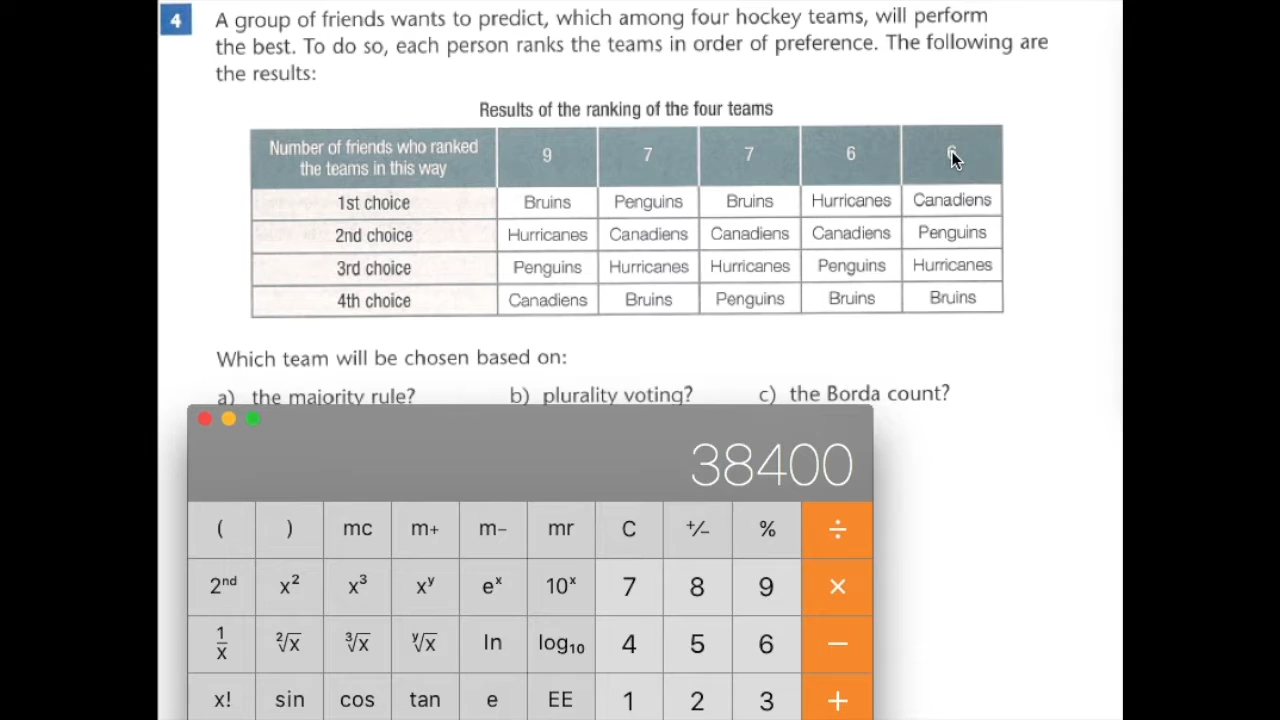 4 A group of friends wants to predict, which among four hockey teams, will perform
the best. To do so, each person ranks the teams in order of preference. The following are
the results:
Results of the ranking of the four teams
Number of friends who ranked
the teams in this way 9 7 7 6 6
1st choice Bruins Penguins Bruins Hurricanes Canadiens
2nd choice Hurricanes Canadiens Canadiens Canadiens Penguins
3rd choice Penguins Hurricanes Hurricanes Penguins Hurricanes
4th choice Canadiens Bruins Penguins Bruins Bruins
Which team will be chosen based on:
a) the majority rule? b) plurality voting? c) the Borda count?
38400
( ) mc m+ m- mr C +/- % ÷
2nd x² x³ xʸ eˣ 10ˣ 7 8 9 ×
1/x ²√x ³√x ʸ√x ln log₁₀ 4 5 6 −
x! sin cos tan e EE 1 2 3 +